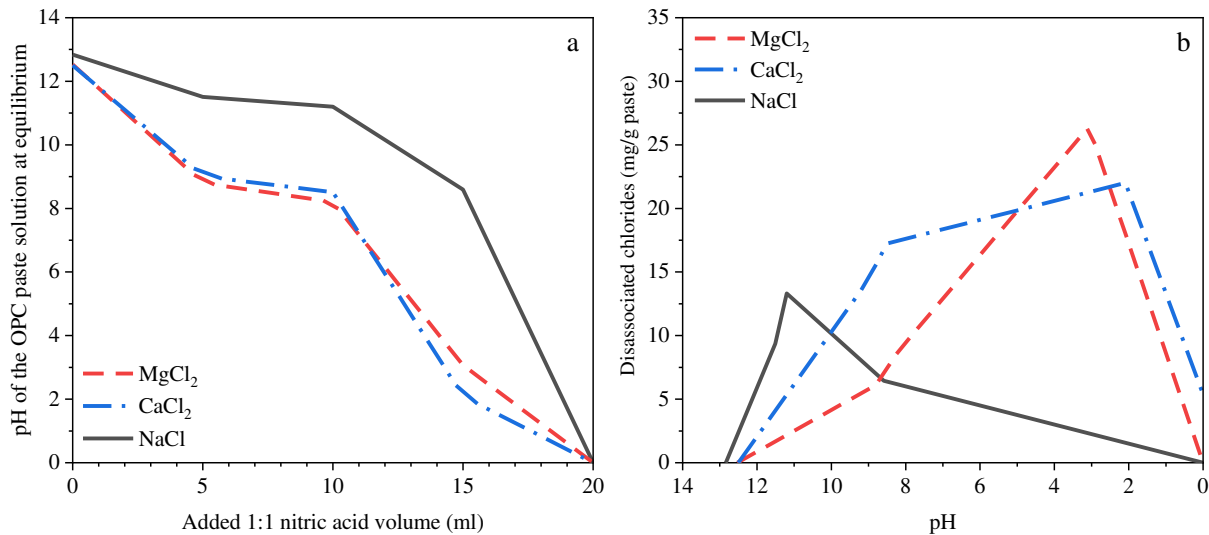 pH of the OPC paste solution at equilibrium
14
12
10
8
6
4
2
0
a
MgCl₂
CaCl₂
NaCl
0 5 10 15 20
Added 1:1 nitric acid volume (ml)
Disassociated chlorides (mg/g paste)
35
30
25
20
15
10
5
0
b
MgCl₂
CaCl₂
NaCl
14 12 10 8 6 4 2 0
pH